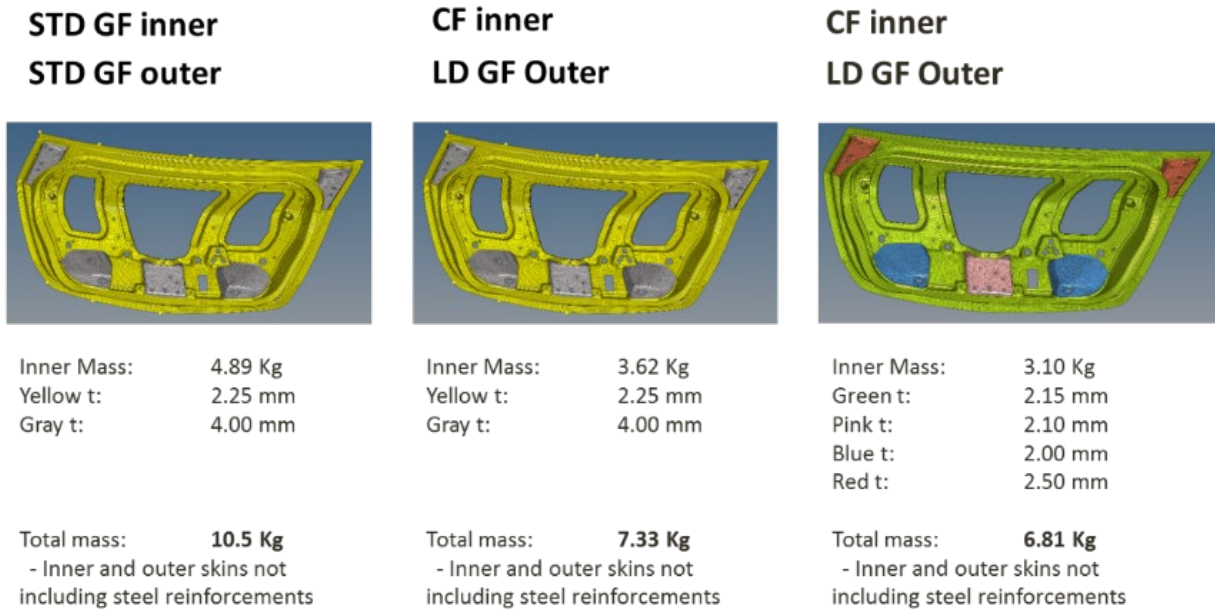 STD GF inner
STD GF outer
Inner Mass: 4.89 Kg
Yellow t: 2.25 mm
Gray t: 4.00 mm
Total mass: 10.5 Kg
- Inner and outer skins not
including steel reinforcements
CF inner
LD GF Outer
Inner Mass: 3.62 Kg
Yellow t: 2.25 mm
Gray t: 4.00 mm
Total mass: 7.33 Kg
- Inner and outer skins not
including steel reinforcements
CF inner
LD GF Outer
Inner Mass: 3.10 Kg
Green t: 2.15 mm
Pink t: 2.10 mm
Blue t: 2.00 mm
Red t: 2.50 mm
Total mass: 6.81 Kg
- Inner and outer skins not
including steel reinforcements